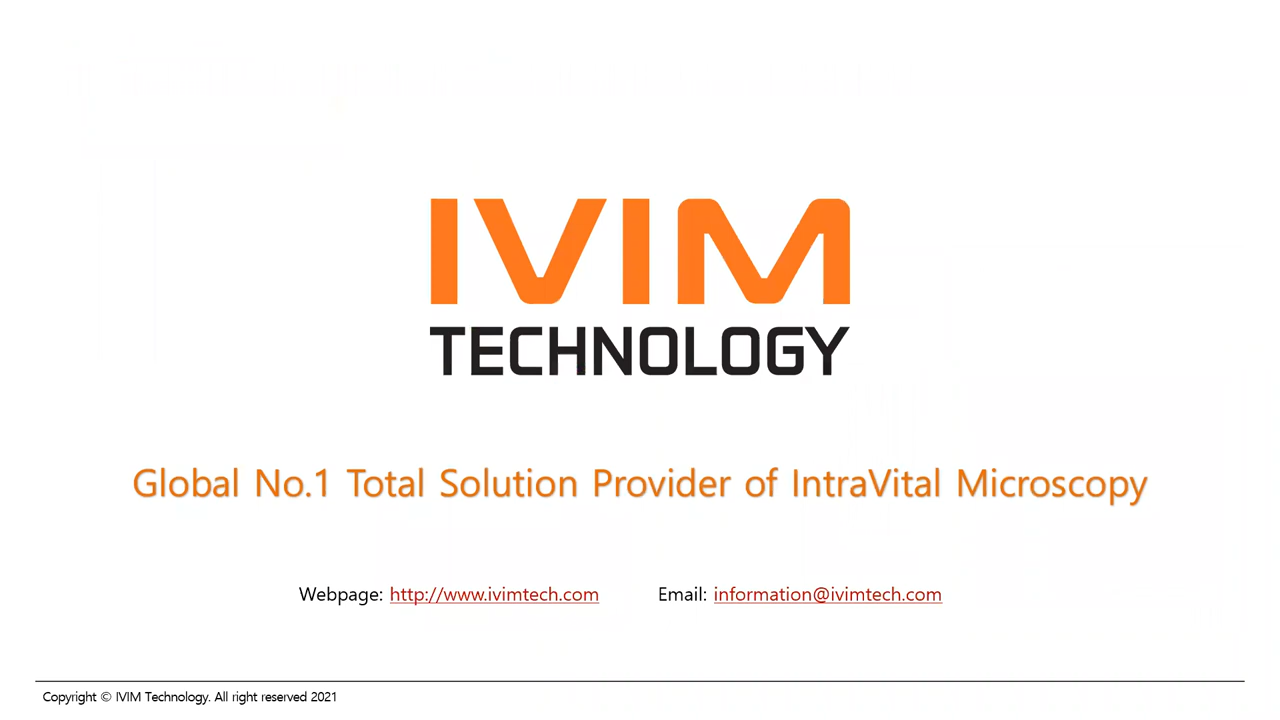 IVIM
TECHNOLOGY
Global No.1 Total Solution Provider of IntraVital Microscopy
Webpage: http://www.ivimtech.com Email: information@ivimtech.com
Copyright © IVIM Technology. All right reserved 2021